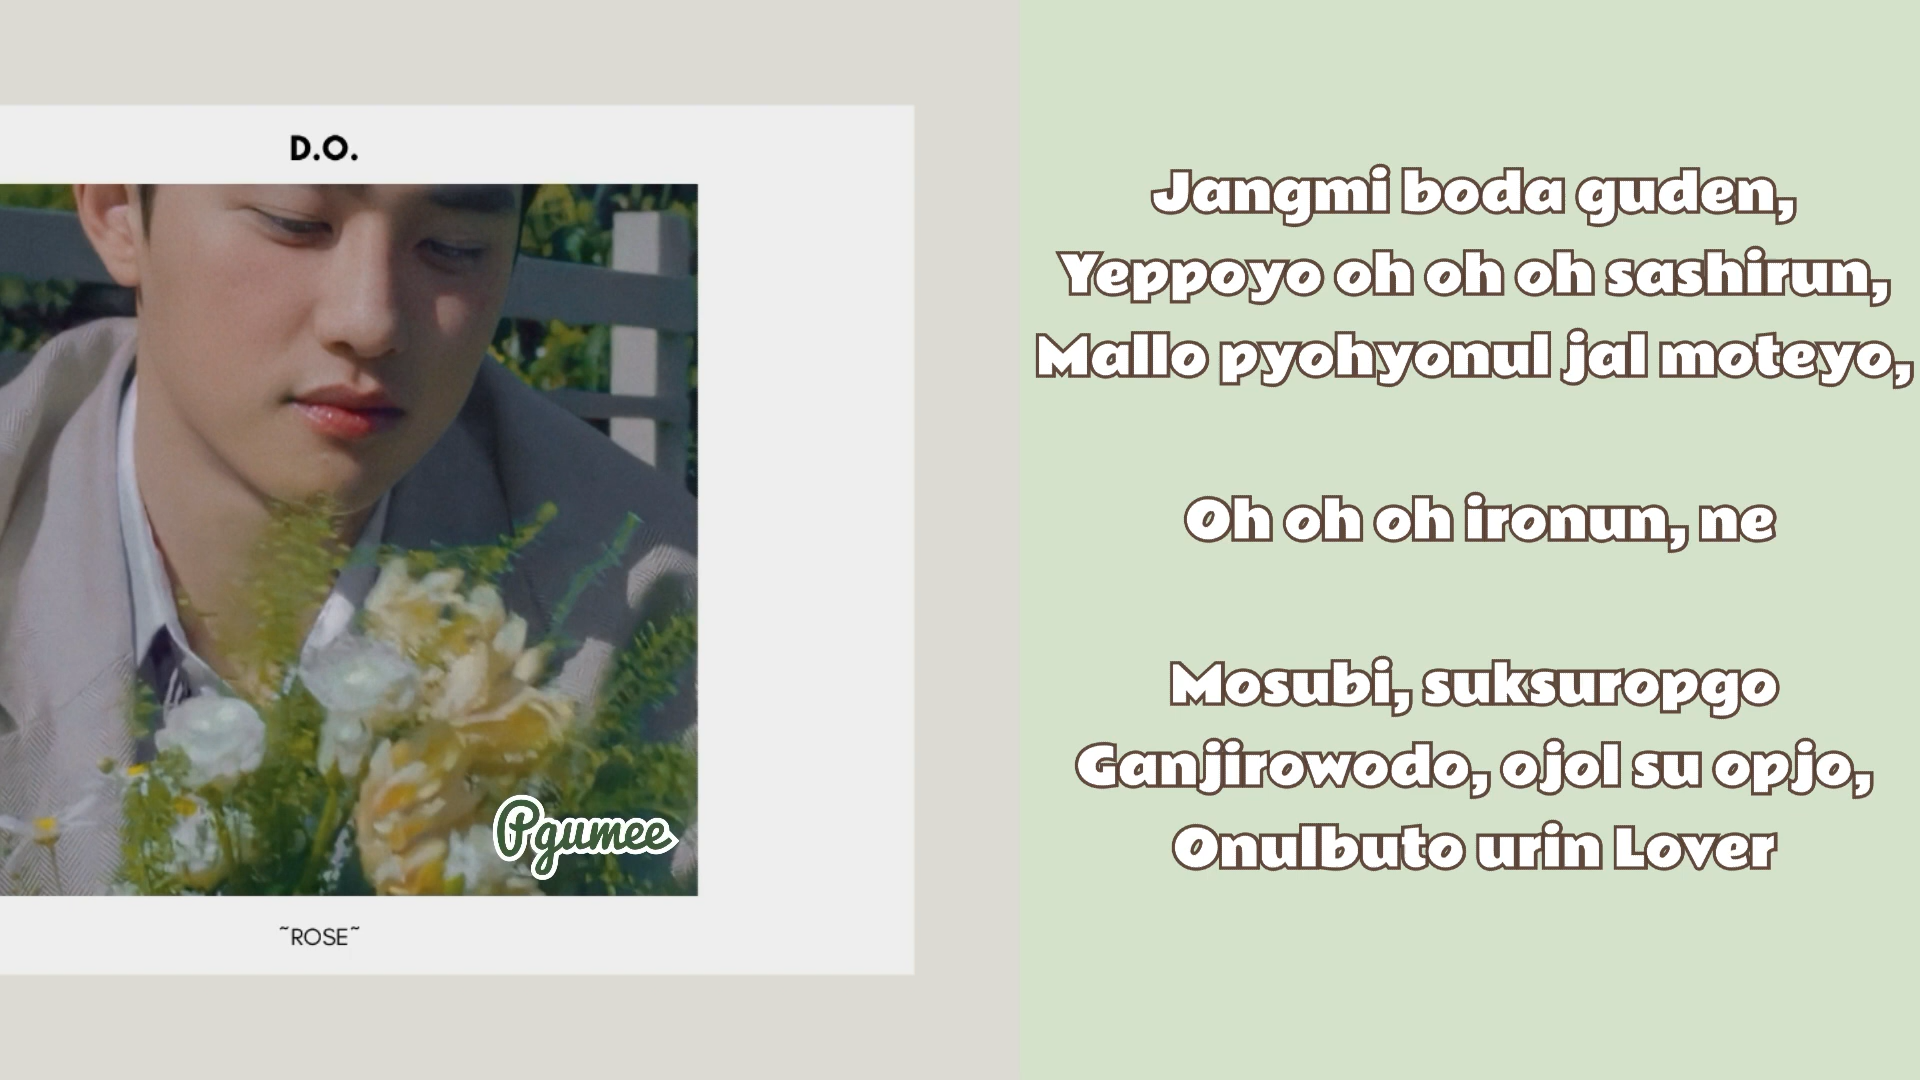 D.O.
Pgumee
~ROSE~
Jangmi boda guden,
Yeppoyo oh oh oh sashirun,
Mallo pyohyonul jal moteyo,
Oh oh oh ironun, ne
Mosubi, suksuropgo
Ganjirowodo, ojol su opjo,
Onulbuto urin Lover